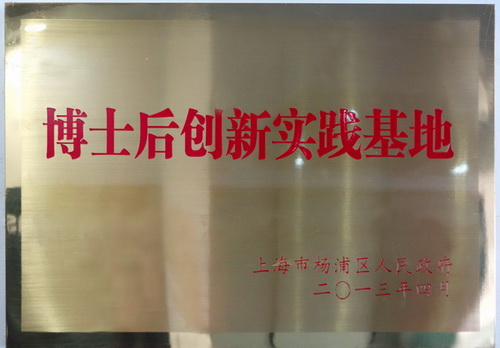 博士后创新实践基地
上海市杨浦区人民政府
二〇一三年四月